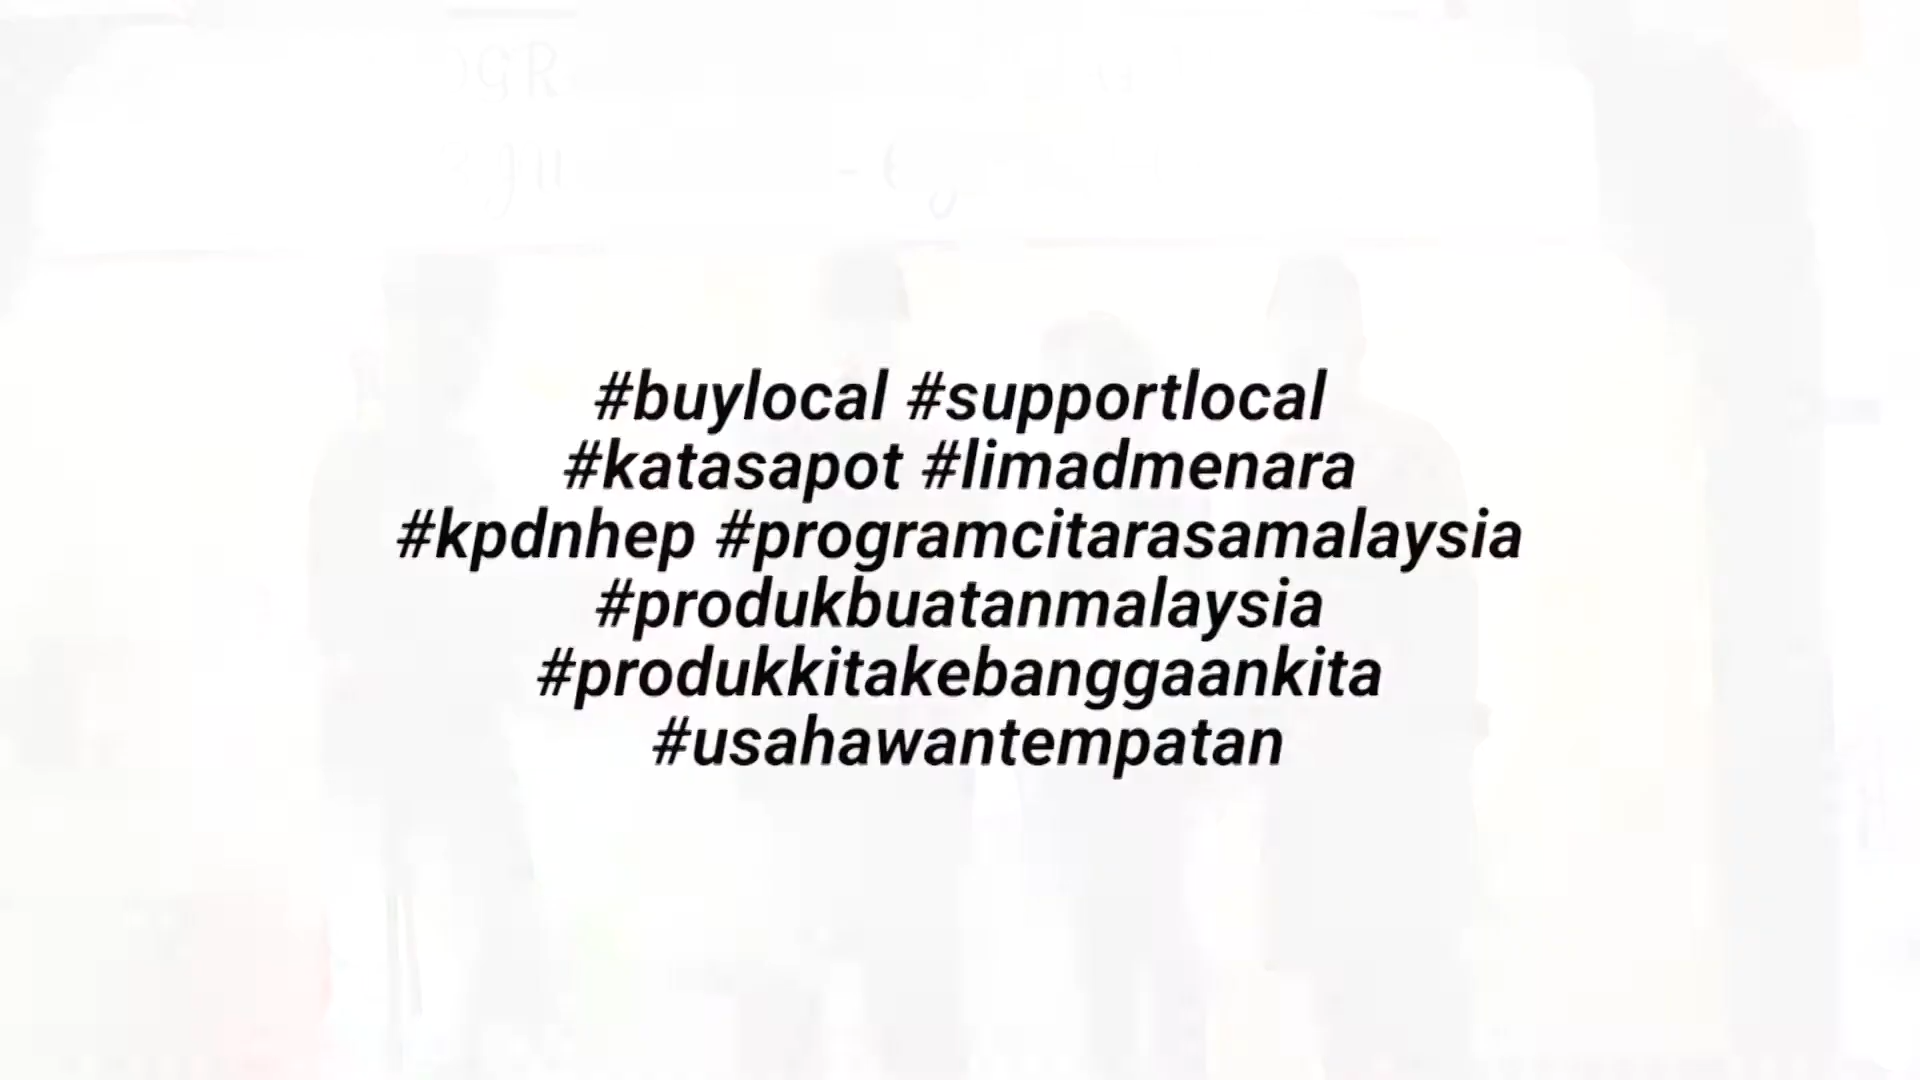 #buylocal #supportlocal
#katasapot #limadmenara
#kpdnhep #programcitarasamalaysia
#produkbuatanmalaysia
#produkkitakebanggaankita
#usahawantempatan